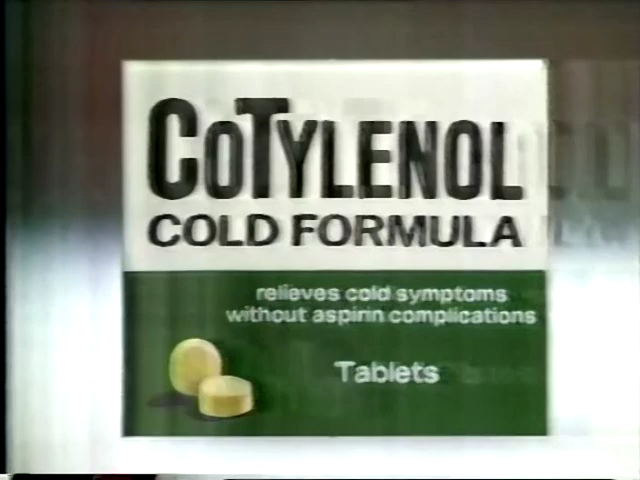 CoTYLENOL
COLD FORMULA
relieves cold symptoms
without aspirin complications
Tablets